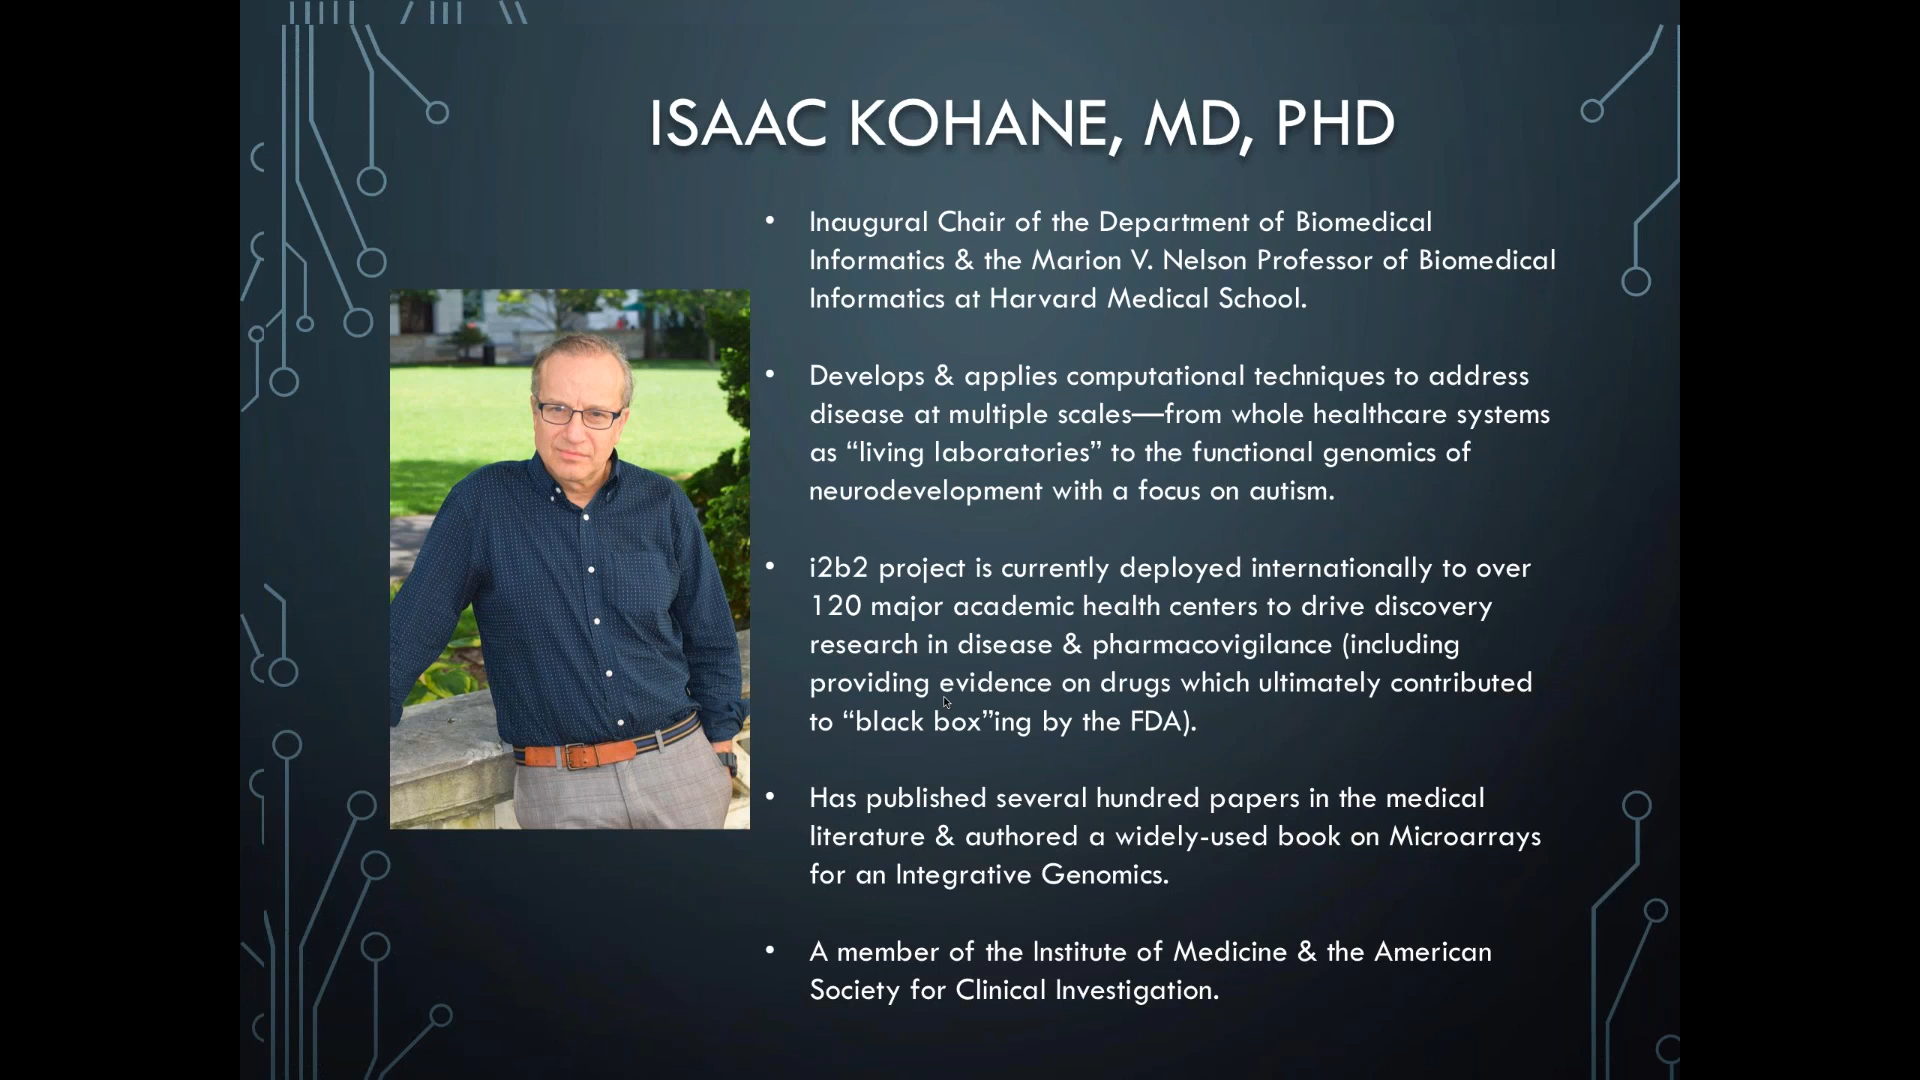 ISAAC KOHANE, MD, PHD
• Inaugural Chair of the Department of Biomedical
Informatics & the Marion V. Nelson Professor of Biomedical
Informatics at Harvard Medical School.
• Develops & applies computational techniques to address
disease at multiple scales—from whole healthcare systems
as “living laboratories” to the functional genomics of
neurodevelopment with a focus on autism.
• i2b2 project is currently deployed internationally to over
120 major academic health centers to drive discovery
research in disease & pharmacovigilance (including
providing evidence on drugs which ultimately contributed
to “black box”ing by the FDA).
• Has published several hundred papers in the medical
literature & authored a widely-used book on Microarrays
for an Integrative Genomics.
• A member of the Institute of Medicine & the American
Society for Clinical Investigation.